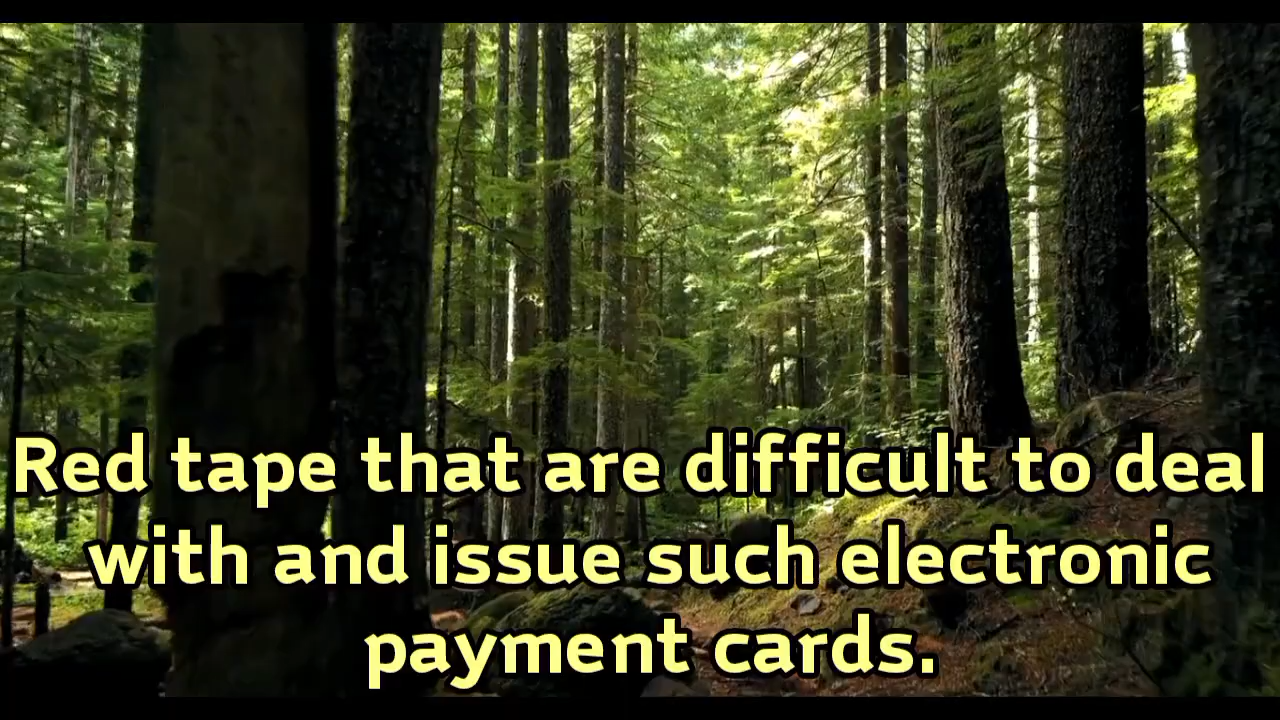 Red tape that are difficult to deal
with and issue such electronic
payment cards.